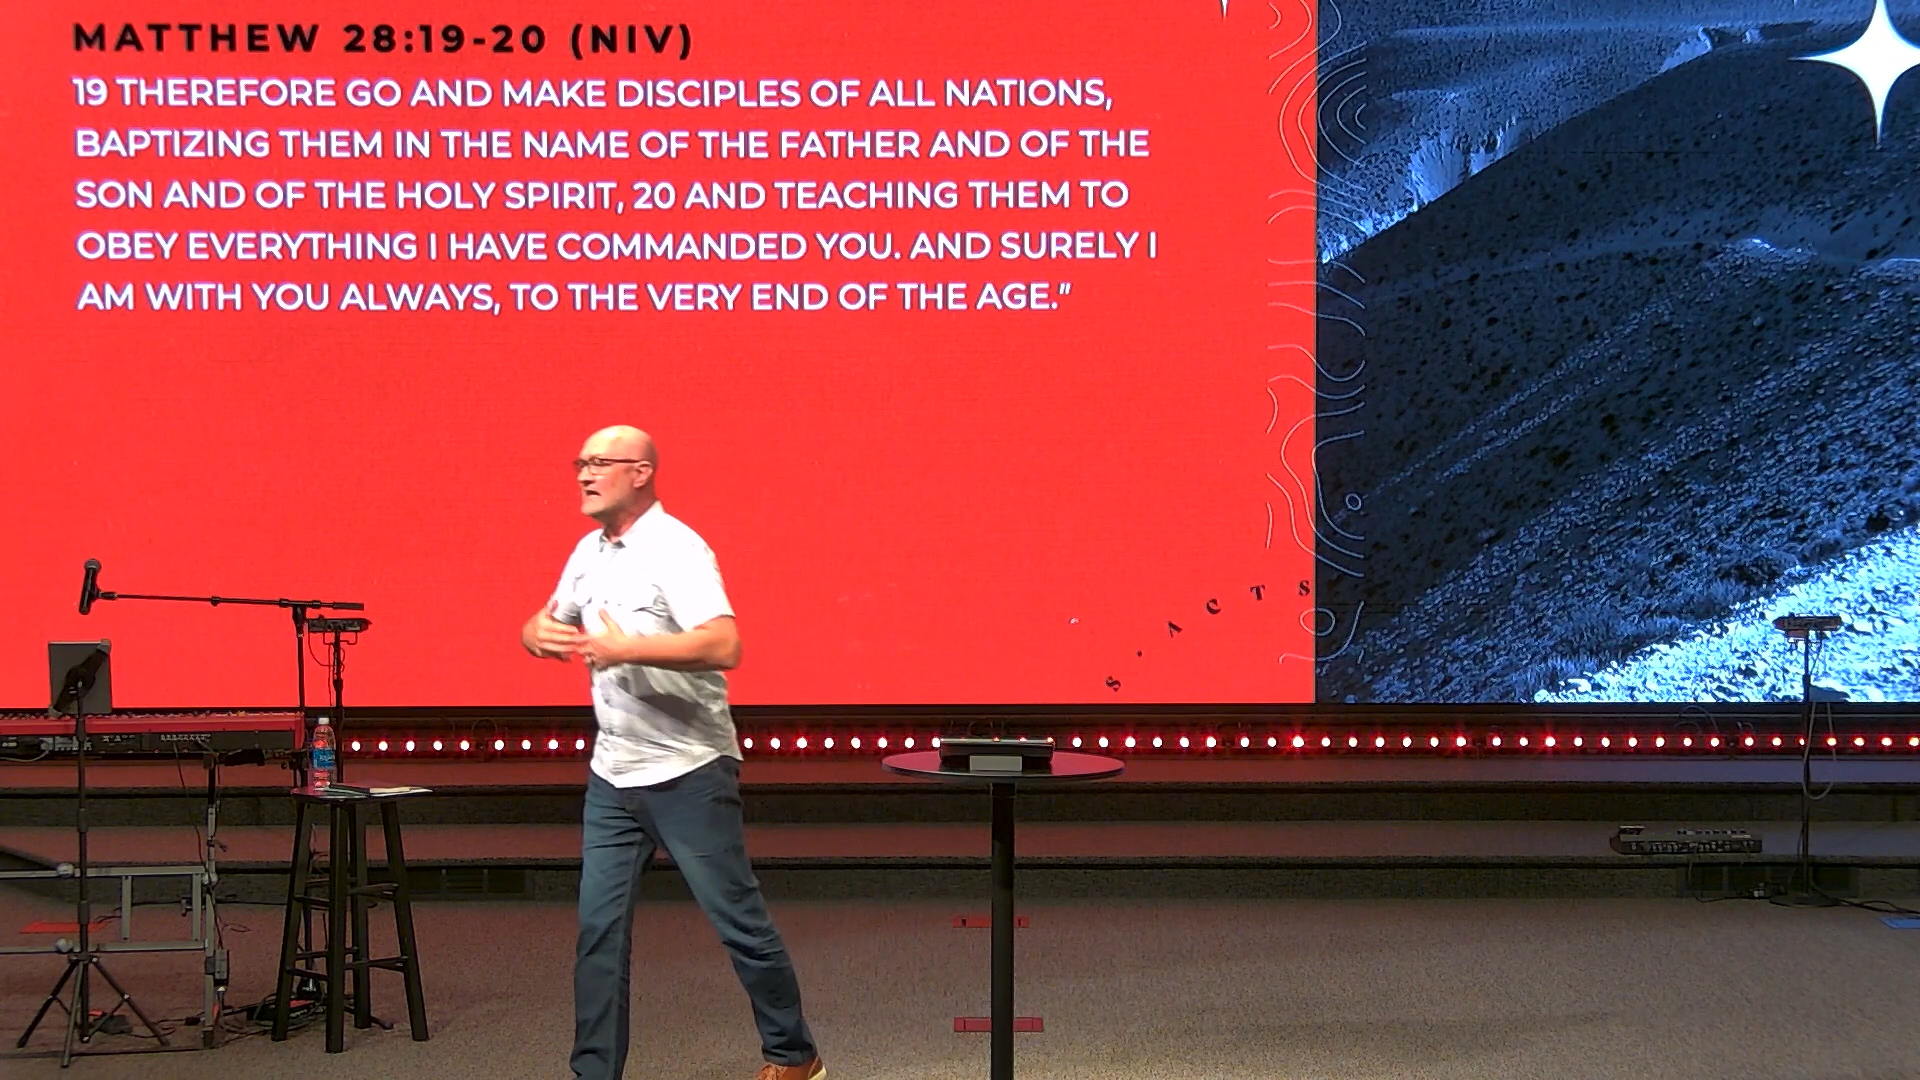 MATTHEW 28:19-20 (NIV)
19 THEREFORE GO AND MAKE DISCIPLES OF ALL NATIONS,
BAPTIZING THEM IN THE NAME OF THE FATHER AND OF THE
SON AND OF THE HOLY SPIRIT, 20 AND TEACHING THEM TO
OBEY EVERYTHING I HAVE COMMANDED YOU. AND SURELY I
AM WITH YOU ALWAYS, TO THE VERY END OF THE AGE.”
S · ACTS